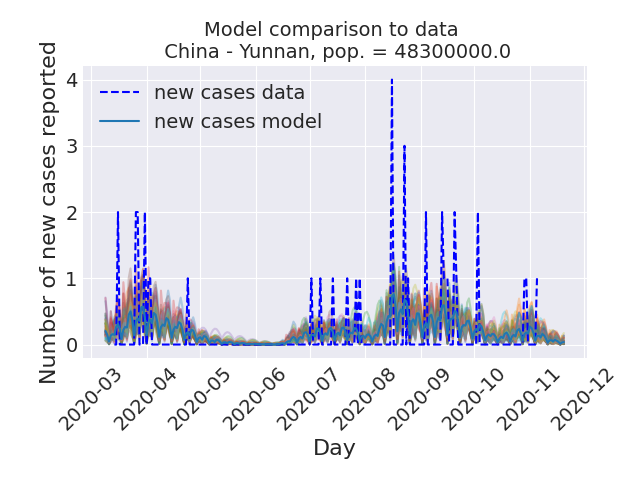 Model comparison to data
China - Yunnan, pop. = 48300000.0
new cases data
new cases model
Number of new cases reported
4
3
2
1
0
2020-03
2020-04
2020-05
2020-06
2020-07
2020-08
2020-09
2020-10
2020-11
2020-12
Day